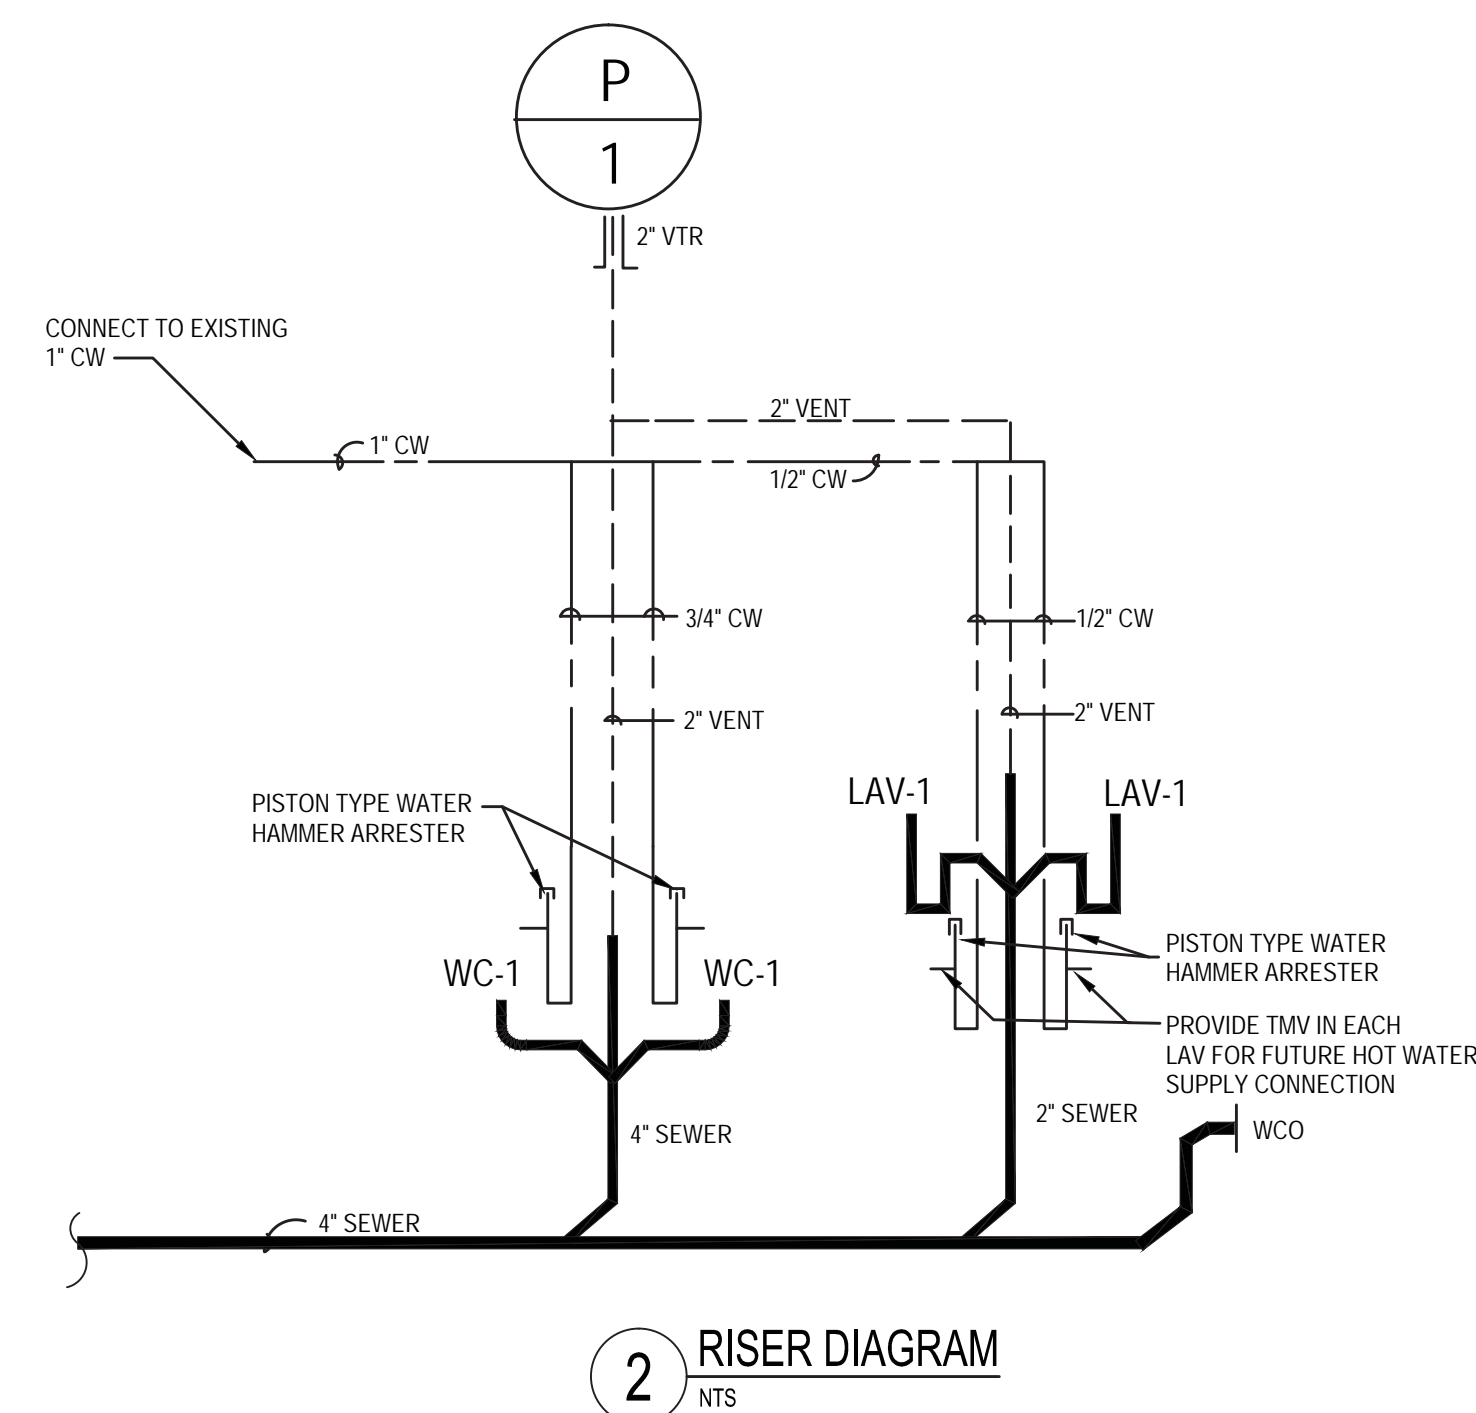 P
1
2" VTR
CONNECT TO EXISTING
1" CW
2" VENT
1" CW
1/2" CW
3/4" CW
1/2" CW
2" VENT
2" VENT
LAV-1
LAV-1
PISTON TYPE WATER
HAMMER ARRESTER
WC-1
WC-1
PISTON TYPE WATER
HAMMER ARRESTER
PROVIDE TMV IN EACH
LAV FOR FUTURE HOT WATER
SUPPLY CONNECTION
2" SEWER
4" SEWER
WCO
4" SEWER
2
RISER DIAGRAM
NTS